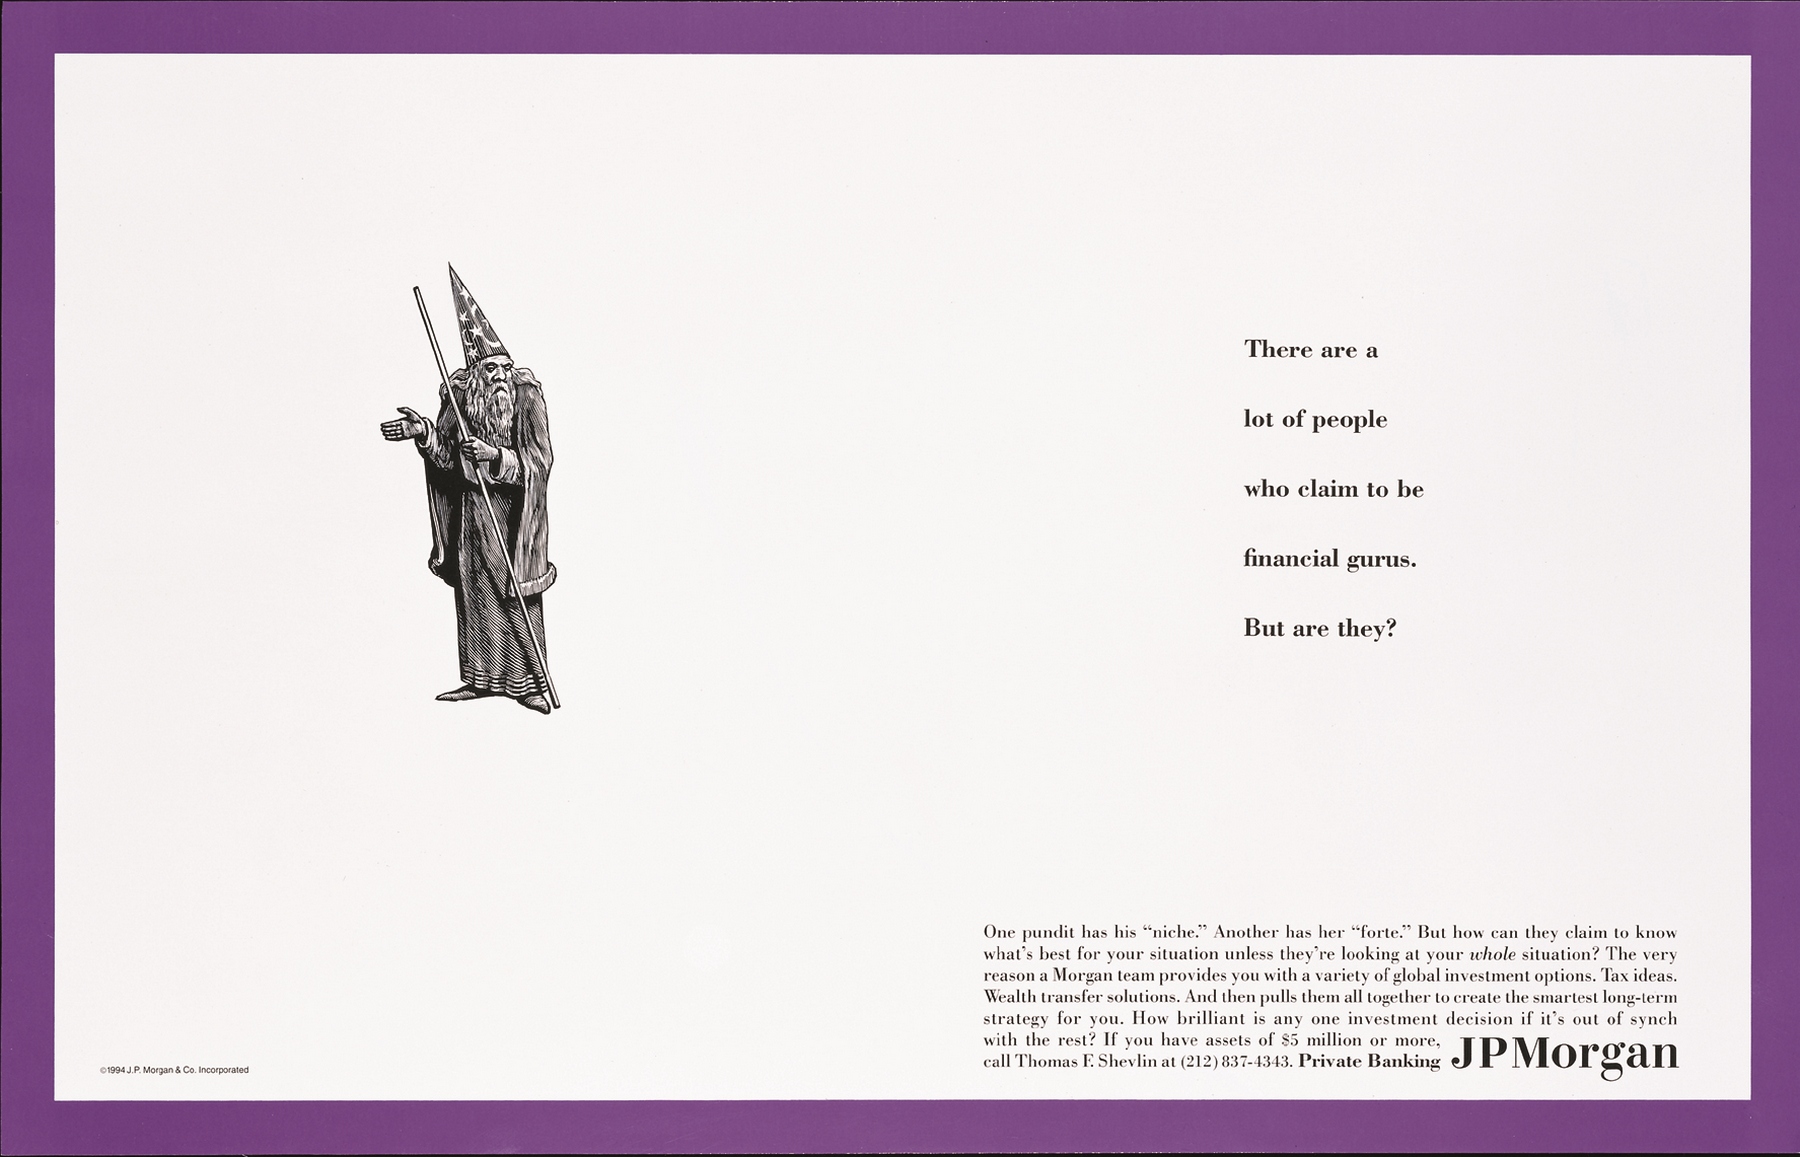 There are a
lot of people
who claim to be
financial gurus.
But are they?
One pundit has his “niche.” Another has her “forte.” But how can they claim to know
what’s best for your situation unless they’re looking at your whole situation? The very
reason a Morgan team provides you with a variety of global investment options. Tax ideas.
Wealth transfer solutions. And then pulls them all together to create the smartest long-term
strategy for you. How brilliant is any one investment decision if it’s out of synch
with the rest? If you have assets of $5 million or more,
call Thomas F. Shevlin at (212) 837-4343. Private Banking JPMorgan
©1994 J.P. Morgan & Co. Incorporated